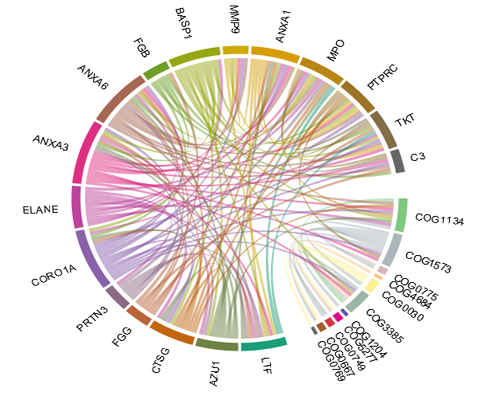 MMP9
ANXA1
BASP1
MPO
FGB
PTPRC
ANXA6
TKT
ANXA3
C3
ELANE
COG1134
CORO1A
COG1573
COG0775
COG4684
COG0030
PRTN3
COG3385
FGG
COG1204
COG5277
COG0749
COG0667
COG0769
CTSG
AZU1
LTF